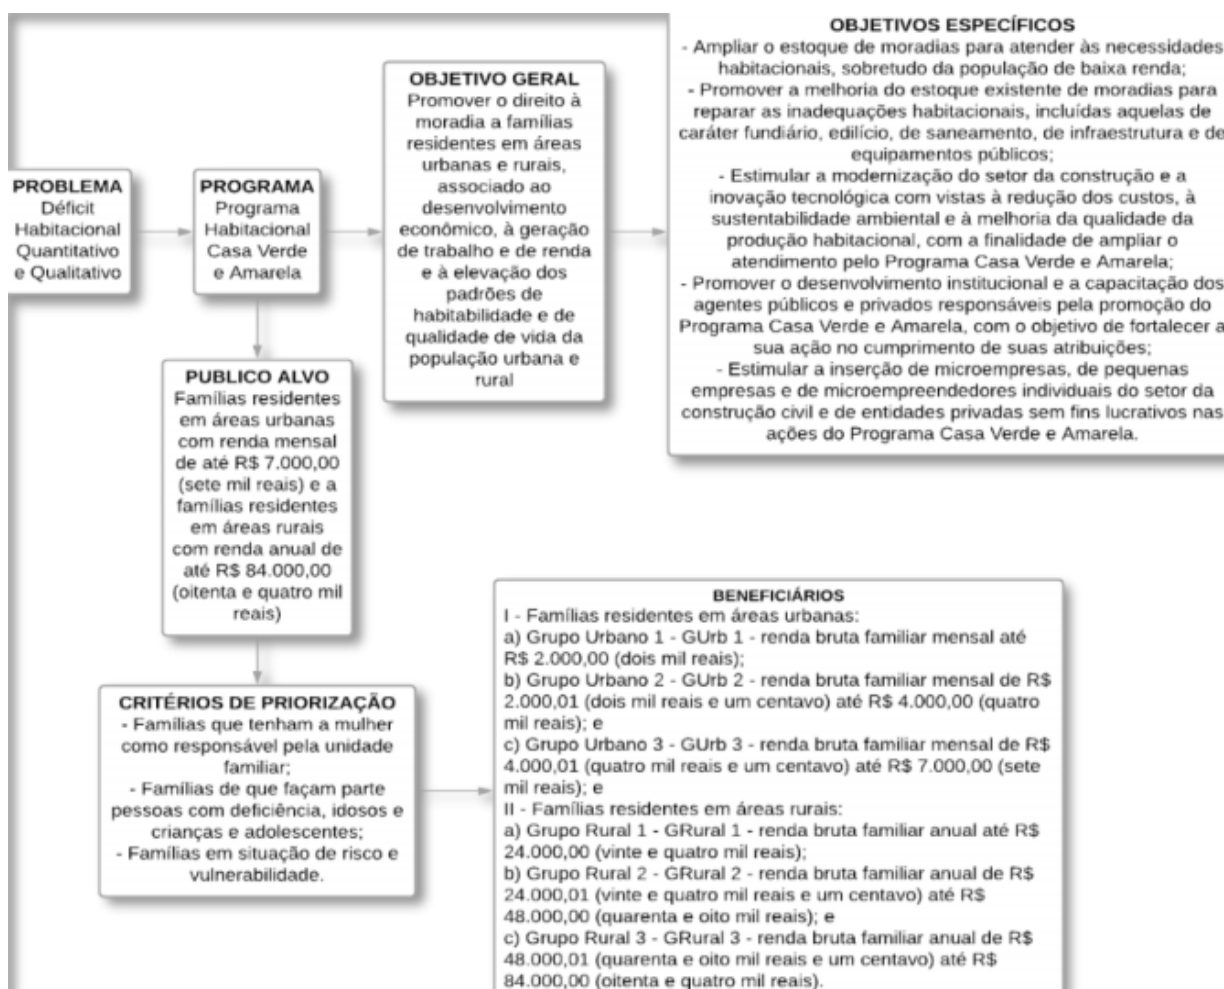 PROBLEMA
Déficit
Habitacional
Quantitativo
e Qualitativo
PROGRAMA
Programa
Habitacional
Casa Verde
e Amarela
OBJETIVO GERAL
Promover o direito à
moradia a famílias
residentes em áreas
urbanas e rurais,
associado ao
desenvolvimento
econômico, à geração
de trabalho e de renda
e à elevação dos
padrões de
habitabilidade e de
qualidade de vida da
população urbana e
rural
OBJETIVOS ESPECÍFICOS
- Ampliar o estoque de moradias para atender às necessidades
habitacionais, sobretudo da população de baixa renda;
- Promover a melhoria do estoque existente de moradias para
reparar as inadequações habitacionais, incluídas aquelas de
caráter fundiário, edilício, de saneamento, de infraestrutura e de
equipamentos públicos;
- Estimular a modernização do setor da construção e a
inovação tecnológica com vistas à redução dos custos, à
sustentabilidade ambiental e à melhoria da qualidade da
produção habitacional, com a finalidade de ampliar o
atendimento pelo Programa Casa Verde e Amarela;
- Promover o desenvolvimento institucional e a capacitação dos
agentes públicos e privados responsáveis pela promoção do
Programa Casa Verde e Amarela, com o objetivo de fortalecer a
sua ação no cumprimento de suas atribuições;
- Estimular a inserção de microempresas, de pequenas
empresas e de microempreendedores individuais do setor da
construção civil e de entidades privadas sem fins lucrativos nas
ações do Programa Casa Verde e Amarela.
PUBLICO ALVO
Famílias residentes
em áreas urbanas
com renda mensal
de até R$ 7.000,00
(sete mil reais) e a
famílias residentes
em áreas rurais
com renda anual de
até R$ 84.000,00
(oitenta e quatro mil
reais)
CRITÉRIOS DE PRIORIZAÇÃO
- Famílias que tenham a mulher
como responsável pela unidade
familiar;
- Famílias de que façam parte
pessoas com deficiência, idosos e
crianças e adolescentes;
- Famílias em situação de risco e
vulnerabilidade.
BENEFICIÁRIOS
I - Famílias residentes em áreas urbanas:
a) Grupo Urbano 1 - GUrb 1 - renda bruta familiar mensal até
R$ 2.000,00 (dois mil reais);
b) Grupo Urbano 2 - GUrb 2 - renda bruta familiar mensal de R$
2.000,01 (dois mil reais e um centavo) até R$ 4.000,00 (quatro
mil reais); e
c) Grupo Urbano 3 - GUrb 3 - renda bruta familiar mensal de R$
4.000,01 (quatro mil reais e um centavo) até R$ 7.000,00 (sete
mil reais); e
II - Famílias residentes em áreas rurais:
a) Grupo Rural 1 - GRural 1 - renda bruta familiar anual até R$
24.000,00 (vinte e quatro mil reais);
b) Grupo Rural 2 - GRural 2 - renda bruta familiar anual de R$
24.000,01 (vinte e quatro mil reais e um centavo) até R$
48.000,00 (quarenta e oito mil reais); e
c) Grupo Rural 3 - GRural 3 - renda bruta familiar anual de R$
48.000,01 (quarenta e oito mil reais e um centavo) até R$
84.000,00 (oitenta e quatro mil reais).